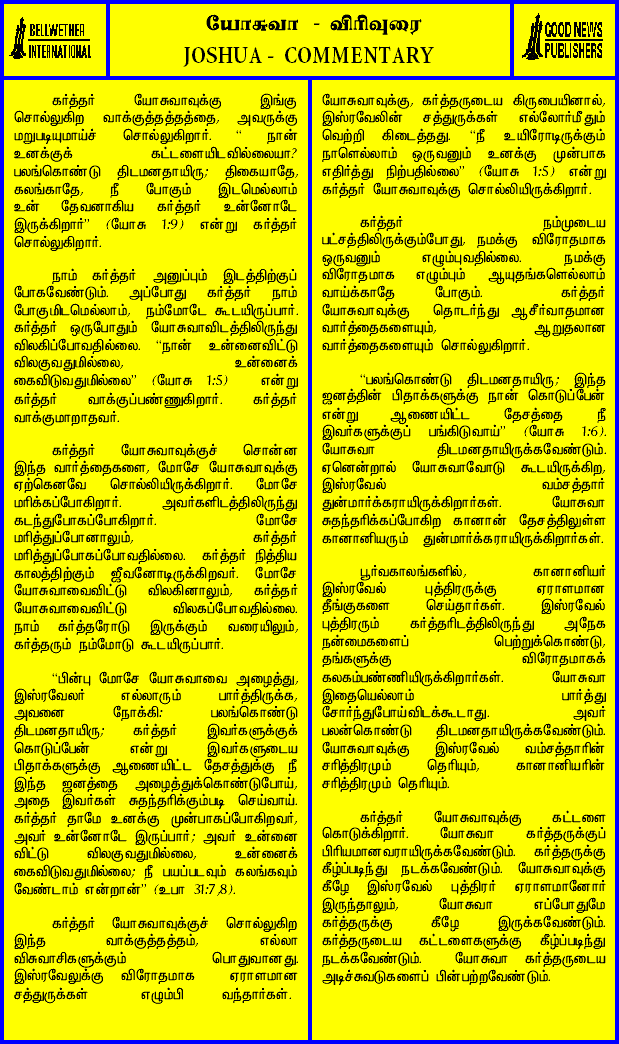 BELLWETHER
INTERNATIONAL
யோசுவா - விரிவுரை
JOSHUA - COMMENTARY
GOOD NEWS
PUBLISHERS
கர்த்தர் யோசுவாவுக்கு இங்கு
சொல்லுகிற வாக்குத்தத்தத்தை, அவருக்கு
மறுபடியுமாய்ச் சொல்லுகிறார். “ நான்
உனக்குக் கட்டளையிடவில்லையா?
பலங்கொண்டு திடமனதாயிரு; திகையாதே,
கலங்காதே, நீ போகும் இடமெல்லாம்
உன் தேவனாகிய கர்த்தர் உன்னோடே
இருக்கிறார்” (யோசு 1:9) என்று கர்த்தர்
சொல்லுகிறார்.
நாம் கர்த்தர் அனுப்பும் இடத்திற்குப்
போகவேண்டும். அப்போது கர்த்தர் நாம்
போகுமிடமெல்லாம், நம்மோடே கூடயிருப்பார்.
கர்த்தர் ஒருபோதும் யோசுவாவிடத்திலிருந்து
விலகிப்போவதில்லை. “நான் உன்னைவிட்டு
விலகுவதுமில்லை, உன்னைக்
கைவிடுவதுமில்லை” (யோசு 1:5) என்று
கர்த்தர் வாக்குப்பண்ணுகிறார். கர்த்தர்
வாக்குமாறாதவர்.
கர்த்தர் யோசுவாவுக்குச் சொன்ன
இந்த வார்த்தைகளை, மோசே யோசுவாவுக்கு
ஏற்கெனவே சொல்லியிருக்கிறார். மோசே
மரிக்கப்போகிறார். அவர்களிடத்திலிருந்து
கடந்துபோகப்போகிறார். மோசே
மரித்துப்போனாலும், கர்த்தர்
மரித்துப்போகப்போவதில்லை. கர்த்தர் நித்திய
காலத்திற்கும் ஜீவனோடிருக்கிறவர். மோசே
யோசுவாவைவிட்டு விலகினாலும், கர்த்தர்
யோசுவாவைவிட்டு விலகப்போவதில்லை.
நாம் கர்த்தரோடு இருக்கும் வரையிலும்,
கர்த்தரும் நம்மோடு கூடயிருப்பார்.
“பின்பு மோசே யோசுவாவை அழைத்து,
இஸ்ரவேலர் எல்லாரும் பார்த்திருக்க,
அவனை நோக்கி: பலங்கொண்டு
திடமனதாயிரு; கர்த்தர் இவர்களுக்குக்
கொடுப்பேன் என்று இவர்களுடைய
பிதாக்களுக்கு ஆணையிட்ட தேசத்துக்கு நீ
இந்த ஜனத்தை அழைத்துக்கொண்டுபோய்,
அதை இவர்கள் சுதந்தரிக்கும்படி செய்வாய்.
கர்த்தர் தாமே உனக்கு முன்பாகப்போகிறவர்,
அவர் உன்னோடே இருப்பார்; அவர் உன்னை
விட்டு விலகுவதுமில்லை, உன்னைக்
கைவிடுவதுமில்லை; நீ பயப்படவும் கலங்கவும்
வேண்டாம் என்றான்” (உபா 31:7,8).
கர்த்தர் யோசுவாவுக்குச் சொல்லுகிற
இந்த வாக்குத்தத்தம், எல்லா
விசுவாசிகளுக்கும் பொதுவானது.
இஸ்ரவேலுக்கு விரோதமாக ஏராளமான
சத்துருக்கள் எழும்பி வந்தார்கள்.
யோசுவாவுக்கு, கர்த்தருடைய கிருபையினால்,
இஸ்ரவேலின் சத்துருக்கள் எல்லோர்மீதும்
வெற்றி கிடைத்தது. “நீ உயிரோடிருக்கும்
நாளெல்லாம் ஒருவனும் உனக்கு முன்பாக
எதிர்த்து நிற்பதில்லை” (யோசு 1:5) என்று
கர்த்தர் யோசுவாவுக்கு சொல்லியிருக்கிறார்.
கர்த்தர் நம்முடைய
பட்சத்திலிருக்கும்போது, நமக்கு விரோதமாக
ஒருவனும் எழும்புவதில்லை. நமக்கு
விரோதமாக எழும்பும் ஆயுதங்களெல்லாம்
வாய்க்காதே போகும். கர்த்தர்
யோசுவாவுக்கு தொடர்ந்து ஆசீர்வாதமான
வார்த்தைகளையும், ஆறுதலான
வார்த்தைகளையும் சொல்லுகிறார்.
“பலங்கொண்டு திடமனதாயிரு; இந்த
ஜனத்தின் பிதாக்களுக்கு நான் கொடுப்பேன்
என்று ஆணையிட்ட தேசத்தை நீ
இவர்களுக்குப் பங்கிடுவாய்” (யோசு 1:6).
யோசுவா திடமனதாயிருக்கவேண்டும்.
ஏனென்றால் யோசுவாவோடு கூடயிருக்கிற,
இஸ்ரவேல் வம்சத்தார்
துன்மார்க்கராயிருக்கிறார்கள். யோசுவா
சுதந்தரிக்கப்போகிற கானான் தேசத்திலுள்ள
கானானியரும் துன்மார்க்கராயிருக்கிறார்கள்.
பூர்வகாலங்களில், கானானியர்
இஸ்ரவேல் புத்திரருக்கு ஏராளமான
தீங்குகளை செய்தார்கள். இஸ்ரவேல்
புத்திரரும் கர்த்தரிடத்திலிருந்து அநேக
நன்மைகளைப் பெற்றுக்கொண்டு,
தங்களுக்கு விரோதமாகக்
கலகம்பண்ணியிருக்கிறார்கள். யோசுவா
இதையெல்லாம் பார்த்து
சோர்ந்துபோய்விடக்கூடாது. அவர்
பலன்கொண்டு திடமனதாயிருக்கவேண்டும்.
யோசுவாவுக்கு இஸ்ரவேல் வம்சத்தாரின்
சரித்திரமும் தெரியும், கானானியரின்
சரித்திரமும் தெரியும்.
கர்த்தர் யோசுவாவுக்கு கட்டளை
கொடுக்கிறார். யோசுவா கர்த்தருக்குப்
பிரியமானவராயிருக்கவேண்டும். கர்த்தருக்கு
கீழ்ப்படிந்து நடக்கவேண்டும். யோசுவாவுக்கு
கீழே இஸ்ரவேல் புத்திரர் ஏராளமானோர்
இருந்தாலும், யோசுவா எப்போதுமே
கர்த்தருக்கு கீழே இருக்கவேண்டும்.
கர்த்தருடைய கட்டளைகளுக்கு கீழ்ப்படிந்து
நடக்கவேண்டும். யோசுவா கர்த்தருடைய
அடிச்சுவடுகளைப் பின்பற்றவேண்டும்.